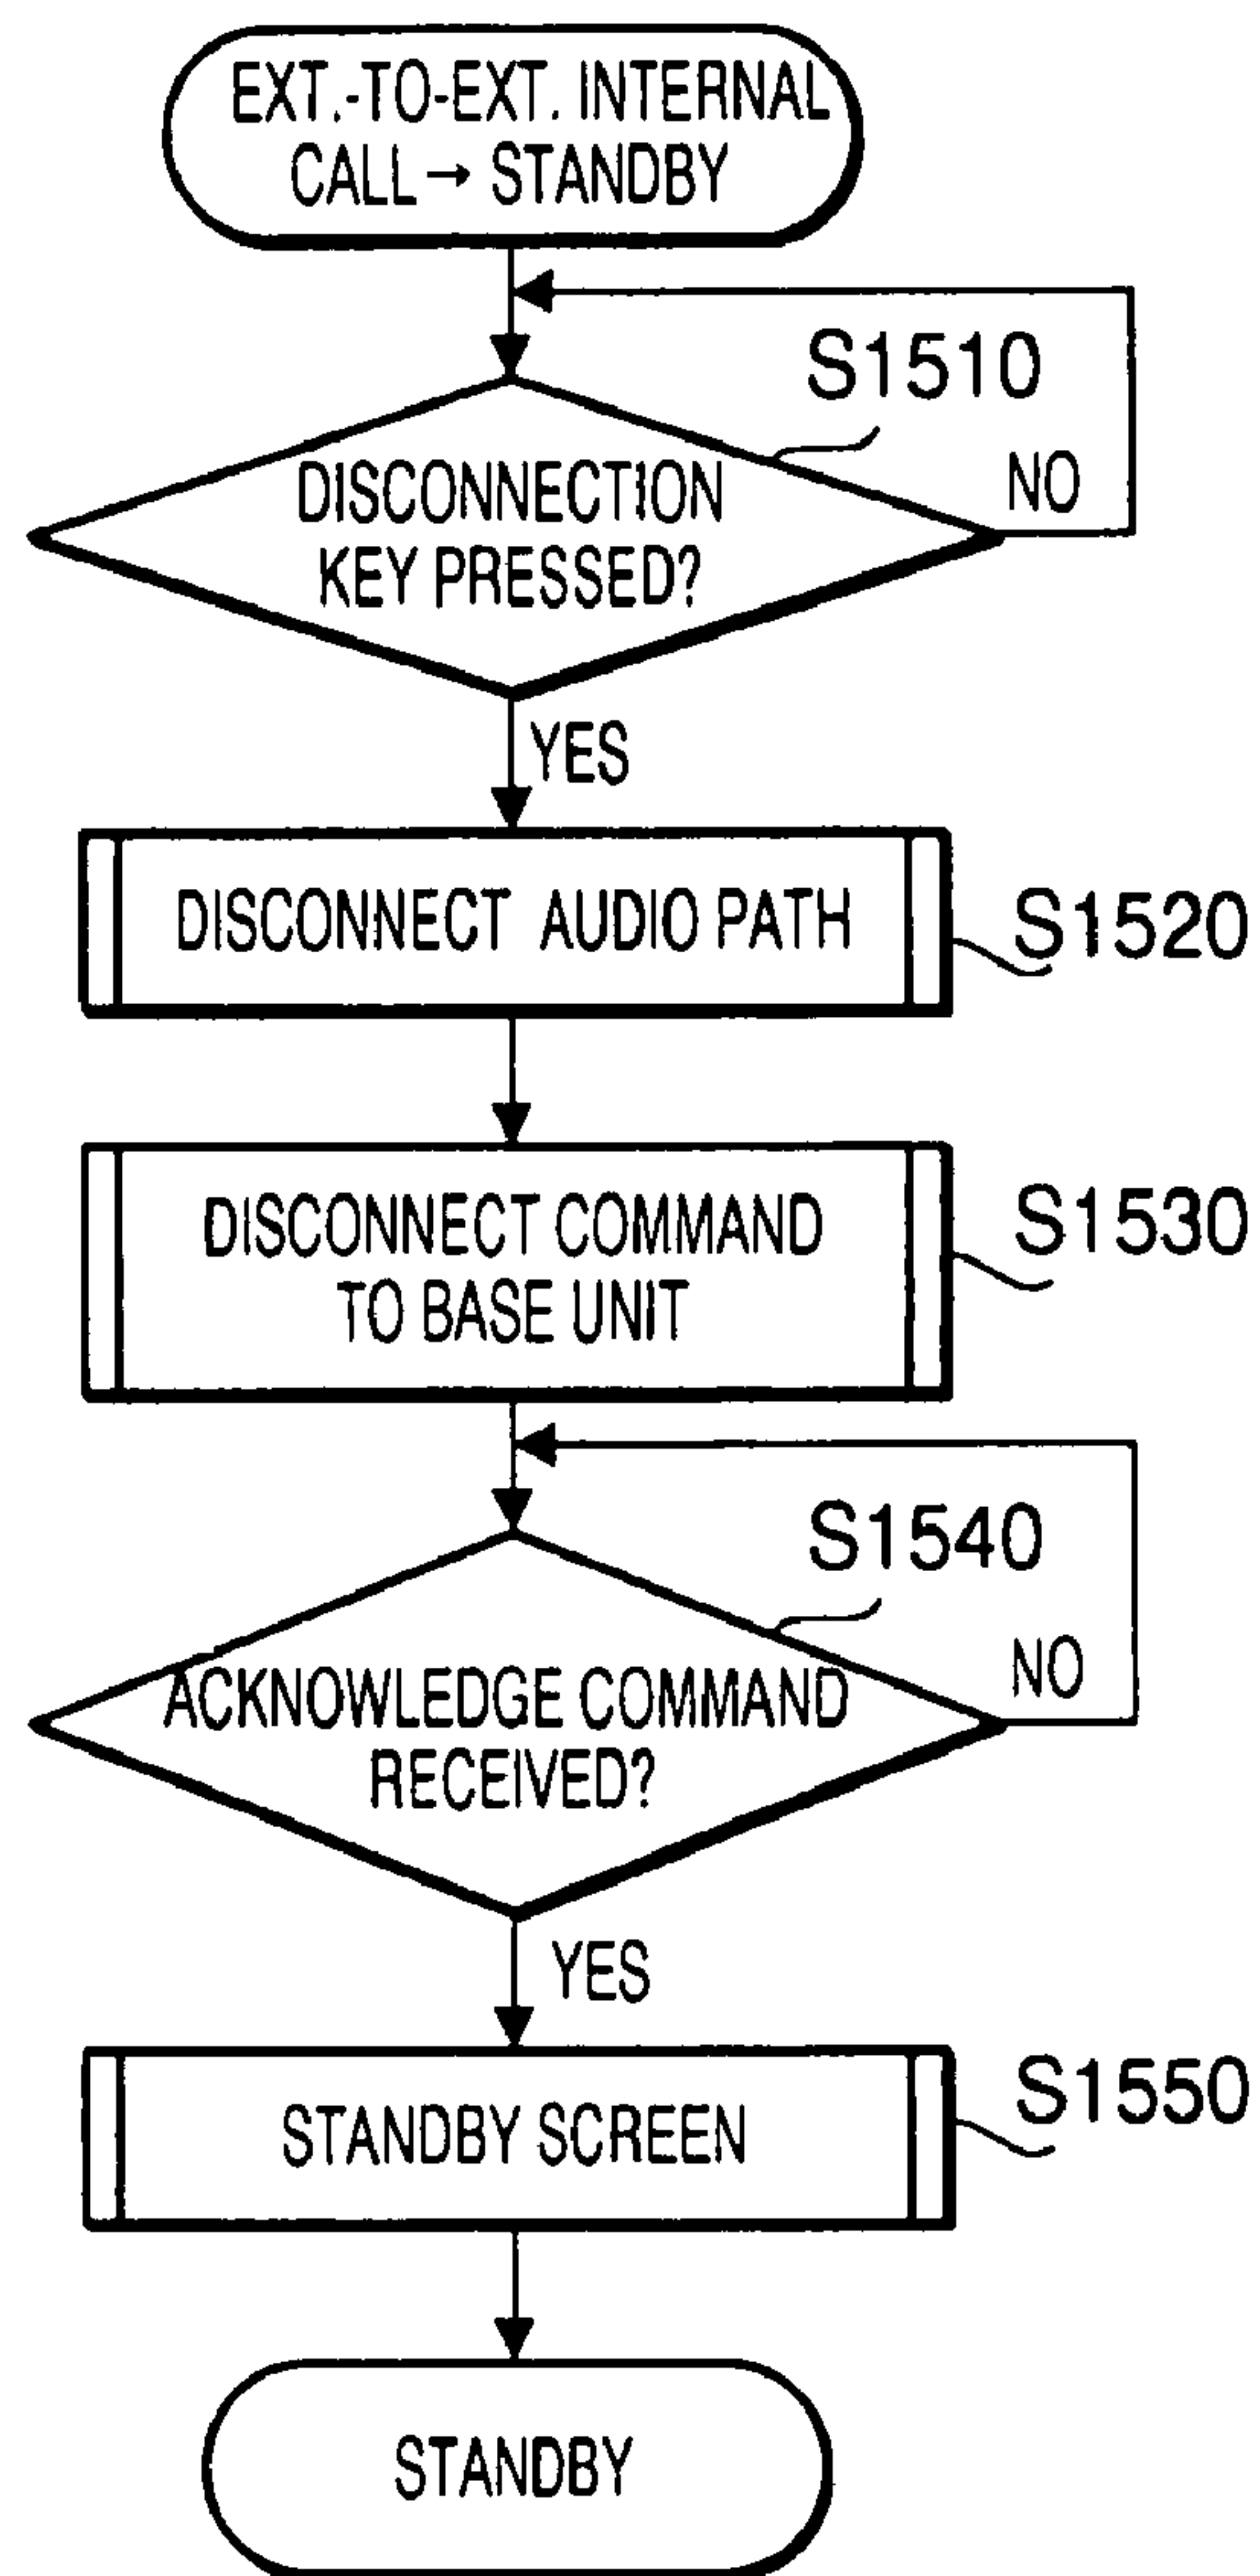 EXT.-TO-EXT. INTERNAL
CALL → STANDBY
S1510
DISCONNECTION
KEY PRESSED?
NO
YES
DISCONNECT AUDIO PATH
S1520
DISCONNECT COMMAND
TO BASE UNIT
S1530
S1540
ACKNOWLEDGE COMMAND
RECEIVED?
NO
YES
STANDBY SCREEN
S1550
STANDBY